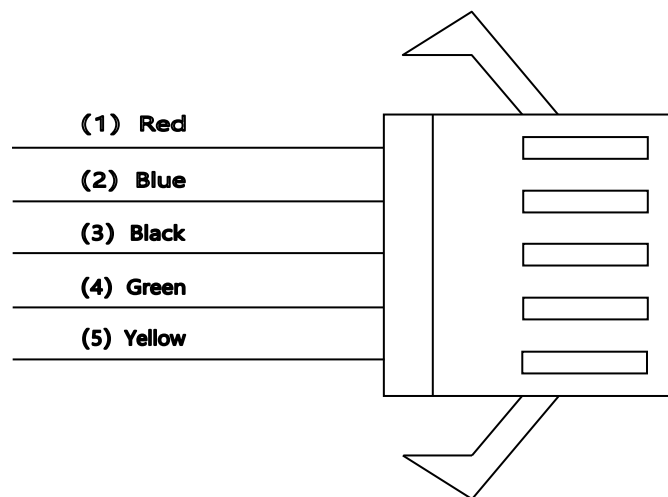 (1) Red
(2) Blue
(3) Black
(4) Green
(5) Yellow